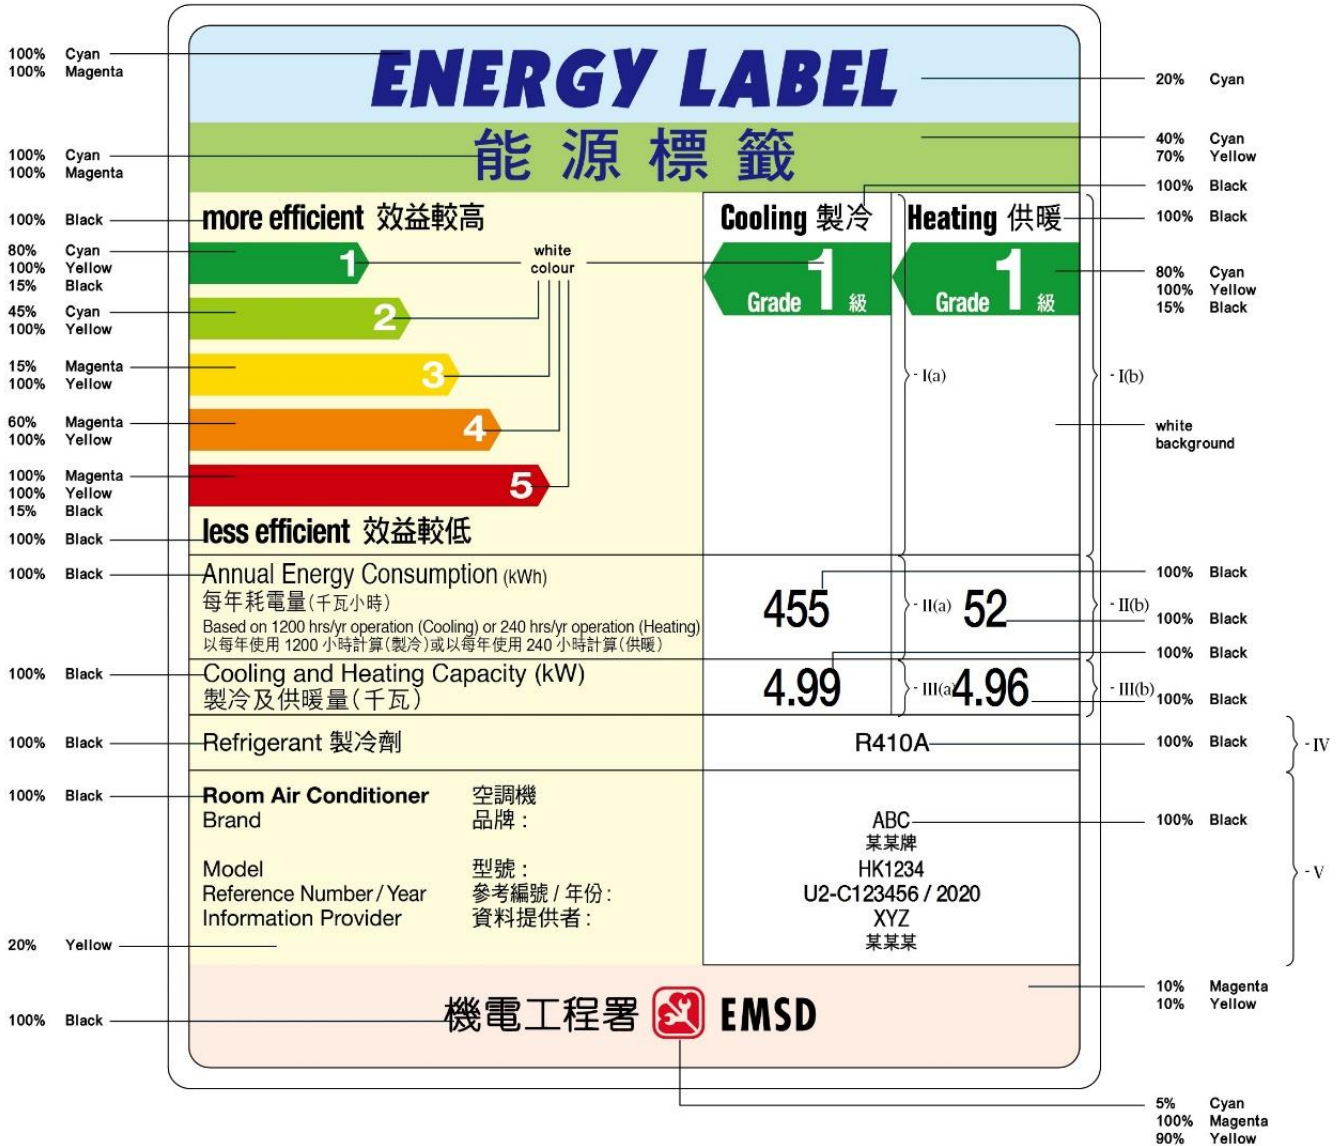 100% Cyan
100% Magenta
ENERGY LABEL
20% Cyan
100% Cyan
100% Magenta
能源標籤
40% Cyan
70% Yellow
100% Black
100% Black
more efficient 效益較高
Cooling 製冷
Heating 供暖
100% Black
80% Cyan
100% Yellow
15% Black
1
white
colour
Grade 1 級
Grade 1 級
80% Cyan
100% Yellow
15% Black
45% Cyan
100% Yellow
2
15% Magenta
100% Yellow
3
- I(a)
- I(b)
60% Magenta
100% Yellow
4
white
background
100% Magenta
100% Yellow
15% Black
5
100% Black
less efficient 效益較低
100% Black
Annual Energy Consumption (kWh)
每年耗電量(千瓦小時)
Based on 1200 hrs/yr operation (Cooling) or 240 hrs/yr operation (Heating)
以每年使用 1200 小時計算(製冷)或以每年使用 240 小時計算(供暖)
455
- II(a)
52
- II(b)
100% Black
100% Black
100% Black
Cooling and Heating Capacity (kW)
製冷及供暖量(千瓦)
4.99
- III(a)
4.96
- III(b)
100% Black
100% Black
100% Black
Refrigerant 製冷劑
R410A
100% Black
- IV
100% Black
Room Air Conditioner 空調機
Brand 品牌 :
ABC
100% Black
某某牌
Model 型號 :
HK1234
- V
Reference Number / Year 參考編號 / 年份 :
U2-C123456 / 2020
Information Provider 資料提供者 :
XYZ
某某某
20% Yellow
10% Magenta
10% Yellow
100% Black
機電工程署 EMSD
5% Cyan
100% Magenta
90% Yellow